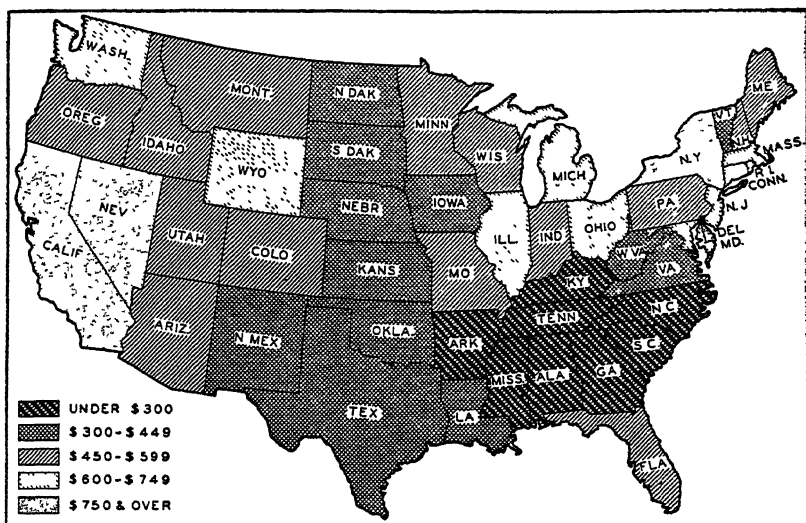 WASH.
MONT.
N DAK
MINN
ME
OREG
IDAHO
S DAK
WIS
VT
N.H.
MASS.
WYO
MICH
N.Y
R I
CONN.
NEV
NEBR
IOWA
PA
N.J
CALIF
UTAH
COLO
ILL.
IND
OHIO
DEL
MD.
KANS
MO
W VA
VA.
KY.
ARIZ.
N MEX
OKLA.
ARK
TENN
N.C.
S C.
MISS.
ALA.
GA
TEX
LA.
FLA
UNDER $300
$300-$449
$450-$599
$600-$749
$750 & OVER